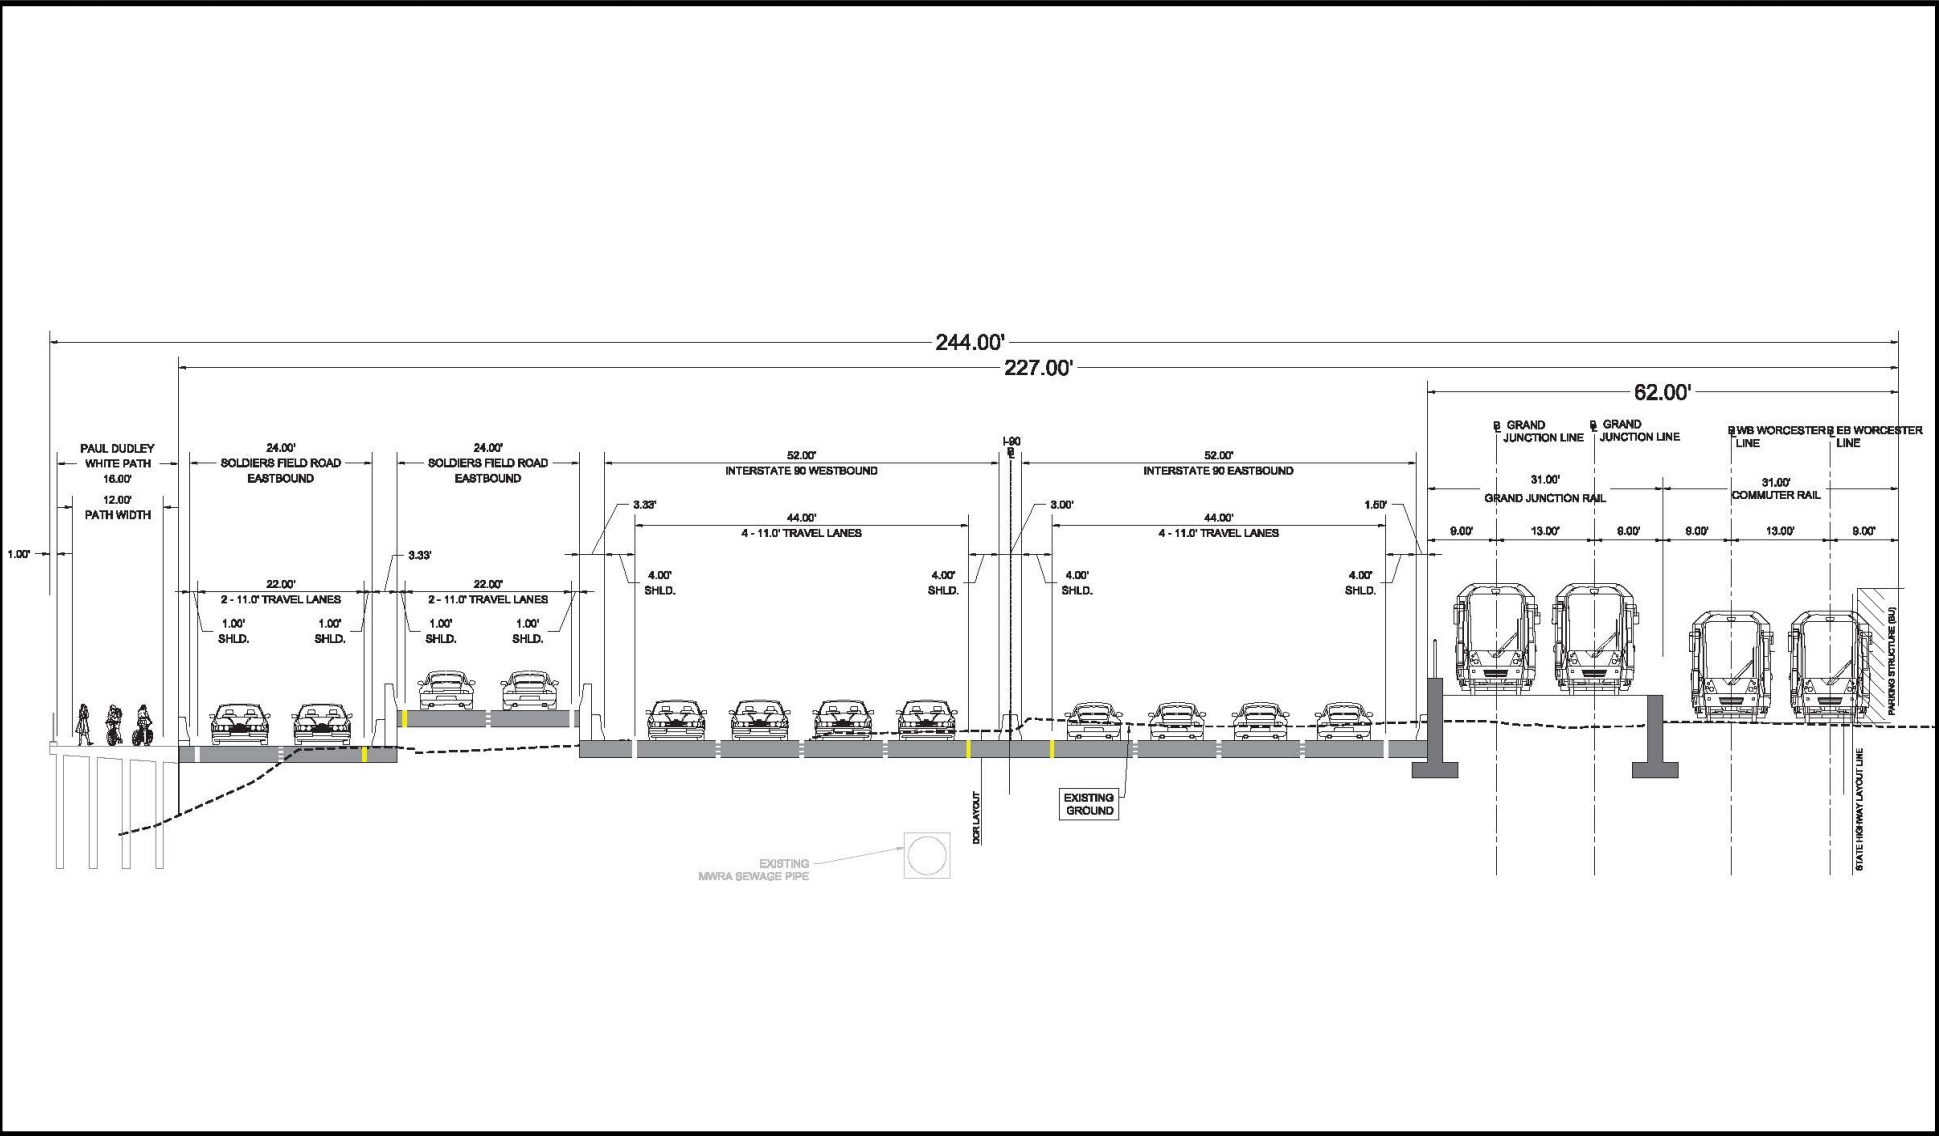 244.00'
227.00'
62.00'
PAUL DUDLEY
WHITE PATH
16.00'
12.00'
PATH WIDTH
1.00'
24.00'
SOLDIERS FIELD ROAD
EASTBOUND
22.00'
2 - 11.0' TRAVEL LANES
1.00'
SHLD.
1.00'
SHLD.
3.33'
24.00'
SOLDIERS FIELD ROAD
EASTBOUND
22.00'
2 - 11.0' TRAVEL LANES
1.00'
SHLD.
1.00'
SHLD.
3.33'
52.00'
INTERSTATE 90 WESTBOUND
44.00'
4 - 11.0' TRAVEL LANES
4.00'
SHLD.
4.00'
SHLD.
I-90
3.00'
52.00'
INTERSTATE 90 EASTBOUND
44.00'
4 - 11.0' TRAVEL LANES
4.00'
SHLD.
4.00'
SHLD.
1.50'
GRAND
JUNCTION LINE
GRAND
JUNCTION LINE
WB WORCESTER
LINE
EB WORCESTER
LINE
31.00'
GRAND JUNCTION RAIL
31.00'
COMMUTER RAIL
9.00'
13.00'
9.00'
9.00'
13.00'
9.00'
PARKING STRUCTURE (BU)
STATE HIGHWAY LAYOUT LINE
DCR LAYOUT
EXISTING
GROUND
EXISTING
MWRA SEWAGE PIPE